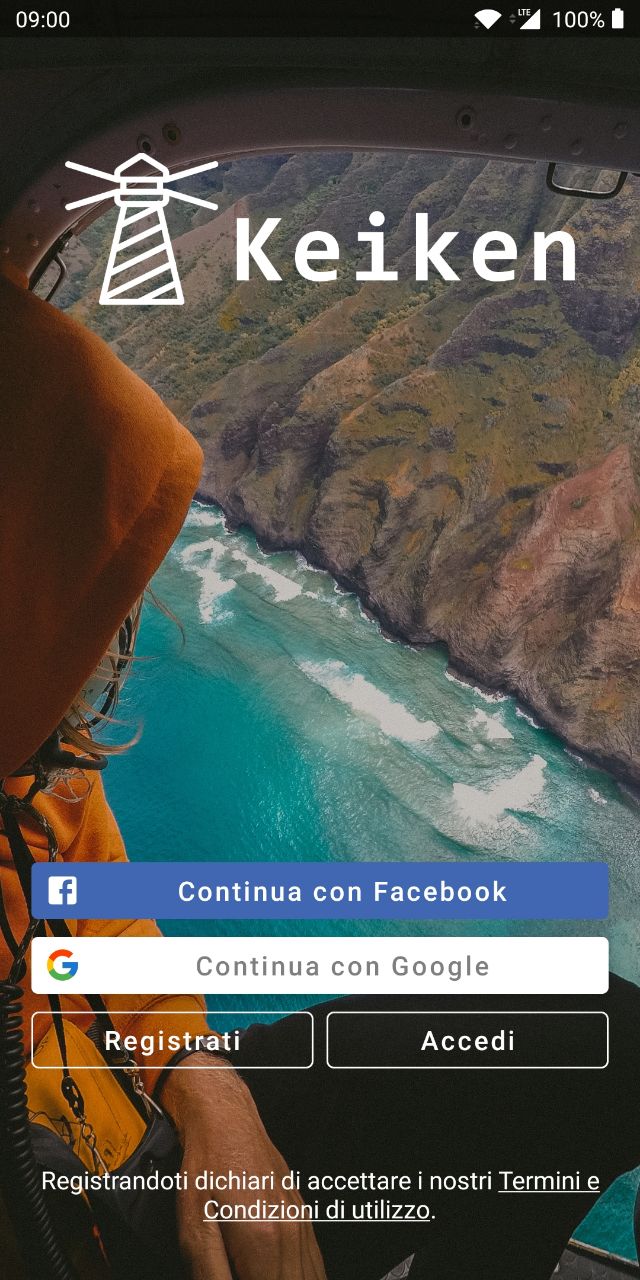 09:00 LTE 100%
Keiken
Continua con Facebook
Continua con Google
Registrati Accedi
Registrandoti dichiari di accettare i nostri Termini e
Condizioni di utilizzo.